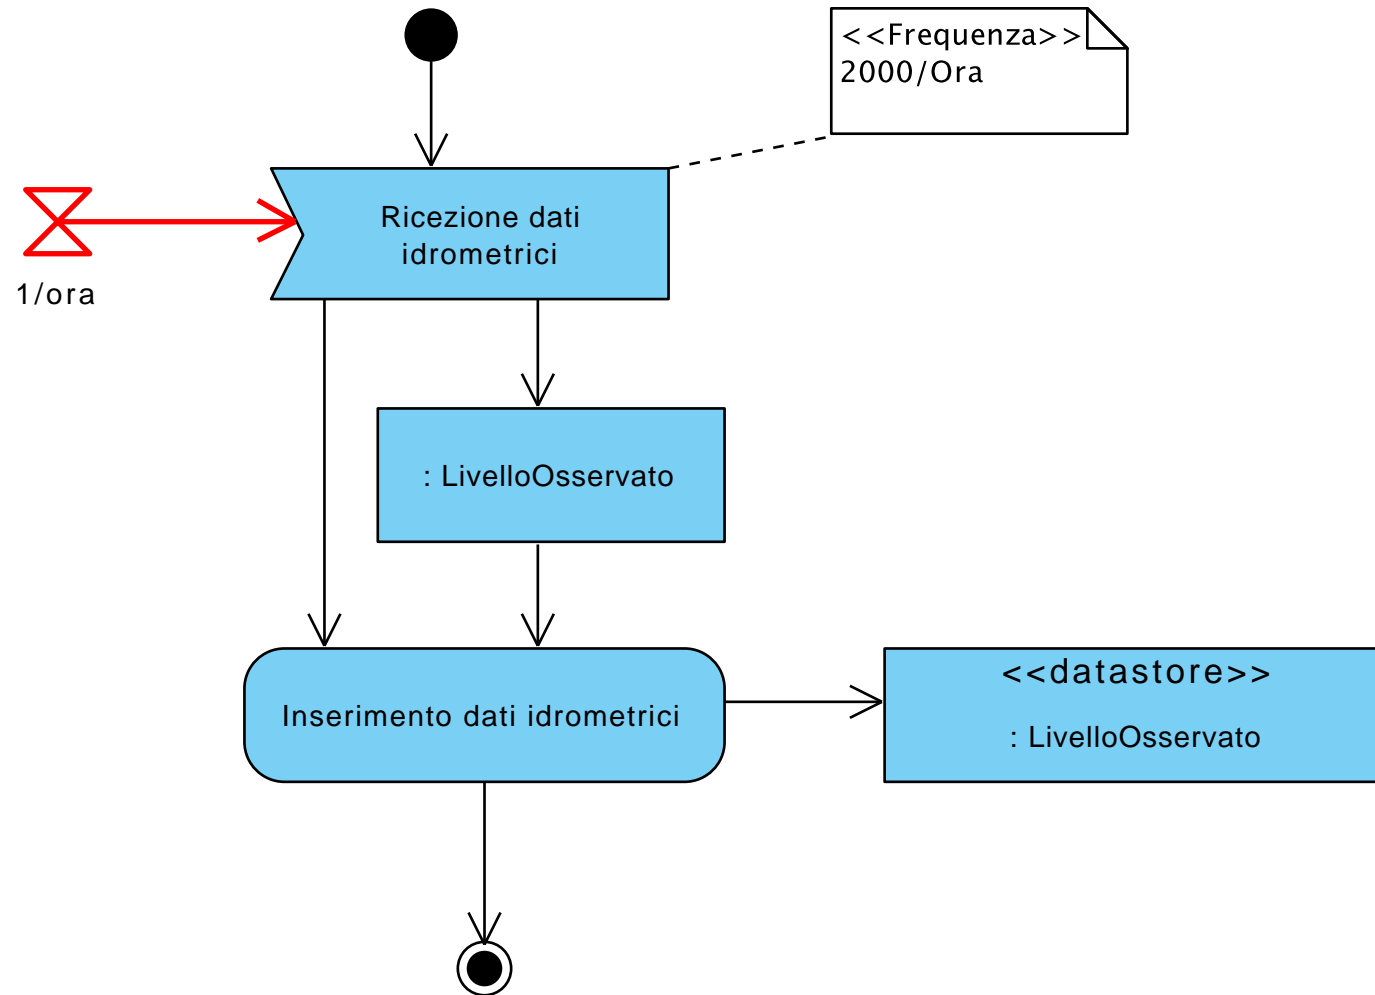 <<Frequenza>>
2000/Ora
Ricezione dati
idrometrici
1/ora
: LivelloOsservato
Inserimento dati idrometrici
<<datastore>>
: LivelloOsservato